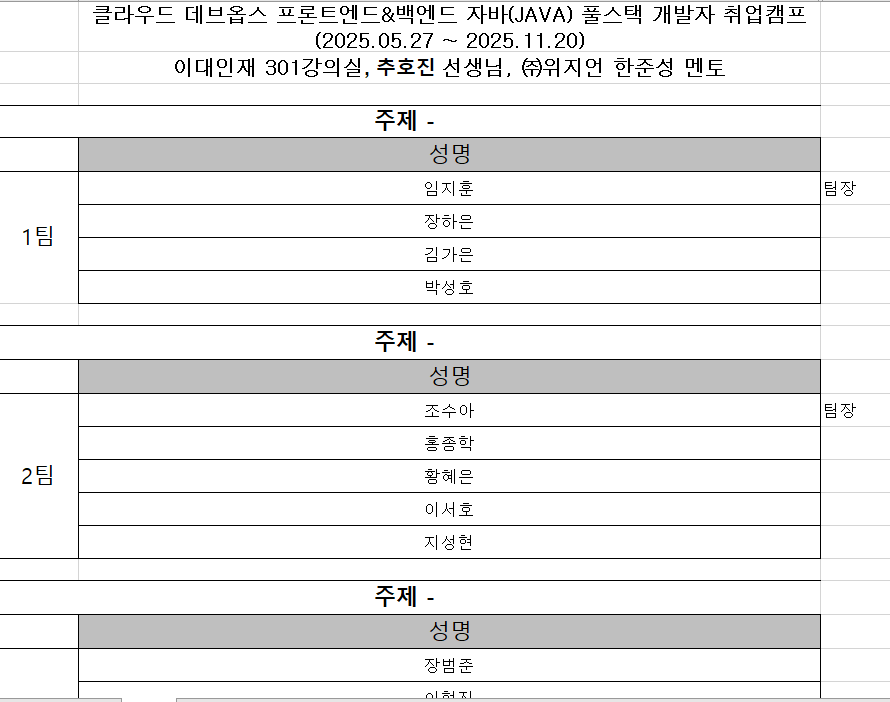 클라우드 데브옵스 프론트엔드&백엔드 자바(JAVA) 풀스택 개발자 취업캠프
(2025.05.27 ~ 2025.11.20)
이대인재 301강의실, 추호진 선생님, ㈜위지언 한준성 멘토
주제 -
성명
1팀
임지훈 팀장
장하은
김가은
박성호
주제 -
성명
2팀
조수아 팀장
홍종학
황혜은
이서호
지성현
주제 -
성명
장범준